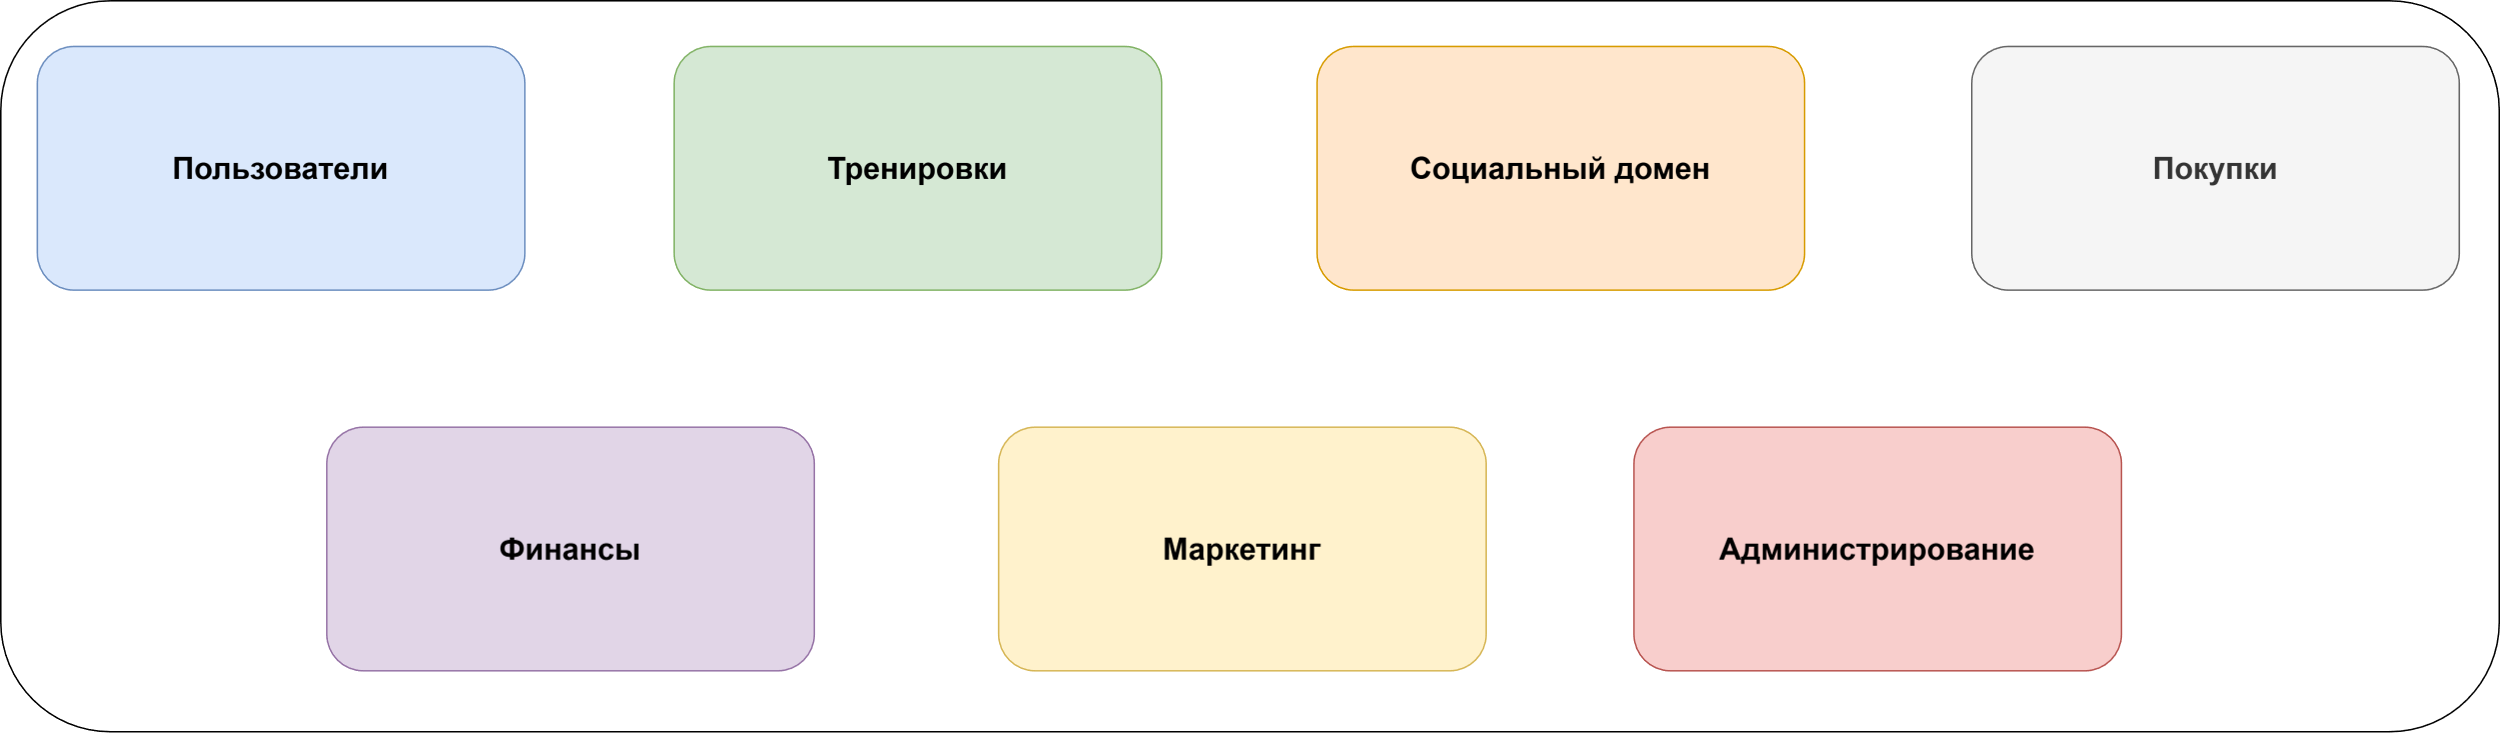 Пользователи
Тренировки
Социальный домен
Покупки
Финансы
Маркетинг
Администрирование